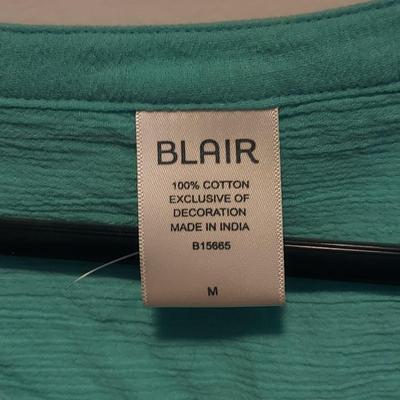 BLAIR
100% COTTON
EXCLUSIVE OF
DECORATION
MADE IN INDIA
B15665
M